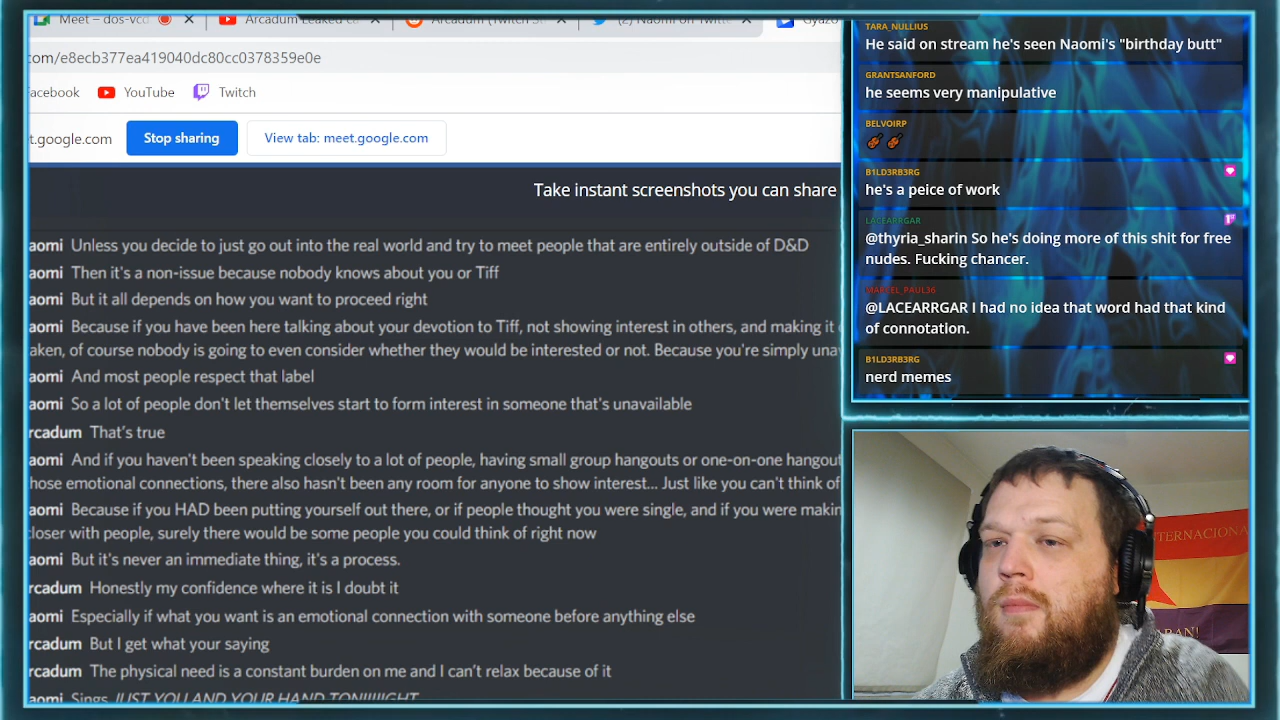 Meet – dos-vcd
Arcadum Leaked ca
Arcadum (Twitch St
(2) Naomi on Twitte
Gyazo
com/e8ecb377ea419040dc80cc0378359e0e
acebook
YouTube
Twitch
t.google.com
Stop sharing
View tab: meet.google.com
Take instant screenshots you can share
aomi Unless you decide to just go out into the real world and try to meet people that are entirely outside of D&D
aomi Then it's a non-issue because nobody knows about you or Tiff
aomi But it all depends on how you want to proceed right
aomi Because if you have been here talking about your devotion to Tiff, not showing interest in others, and making it
aken, of course nobody is going to even consider whether they would be interested or not. Because you're simply una
aomi And most people respect that label
aomi So a lot of people don't let themselves start to form interest in someone that's unavailable
rcadum That's true
aomi And if you haven't been speaking closely to a lot of people, having small group hangouts or one-on-one hangout
hose emotional connections, there also hasn't been any room for anyone to show interest... Just like you can't think of
aomi Because if you HAD been putting yourself out there, or if people thought you were single, and if you were makin
closer with people, surely there would be some people you could think of right now
aomi But it's never an immediate thing, it's a process.
rcadum Honestly my confidence where it is I doubt it
aomi Especially if what you want is an emotional connection with someone before anything else
rcadum But I get what your saying
rcadum The physical need is a constant burden on me and I can't relax because of it
aomi Sings JUST YOU AND YOUR HAND TONIIIIIGHT
TARA_NULLIUS
He said on stream he's seen Naomi's "birthday butt"
GRANTSANFORD
he seems very manipulative
BELVOIRP
B1LD3RB3RG
he's a peice of work
LACEARRGAR
@thyria_sharin So he's doing more of this shit for free
nudes. Fucking chancer.
MARCEL_PAUL36
@LACEARRGAR I had no idea that word had that kind
of connotation.
B1LD3RB3RG
nerd memes
INTERNACIONA
BAN!